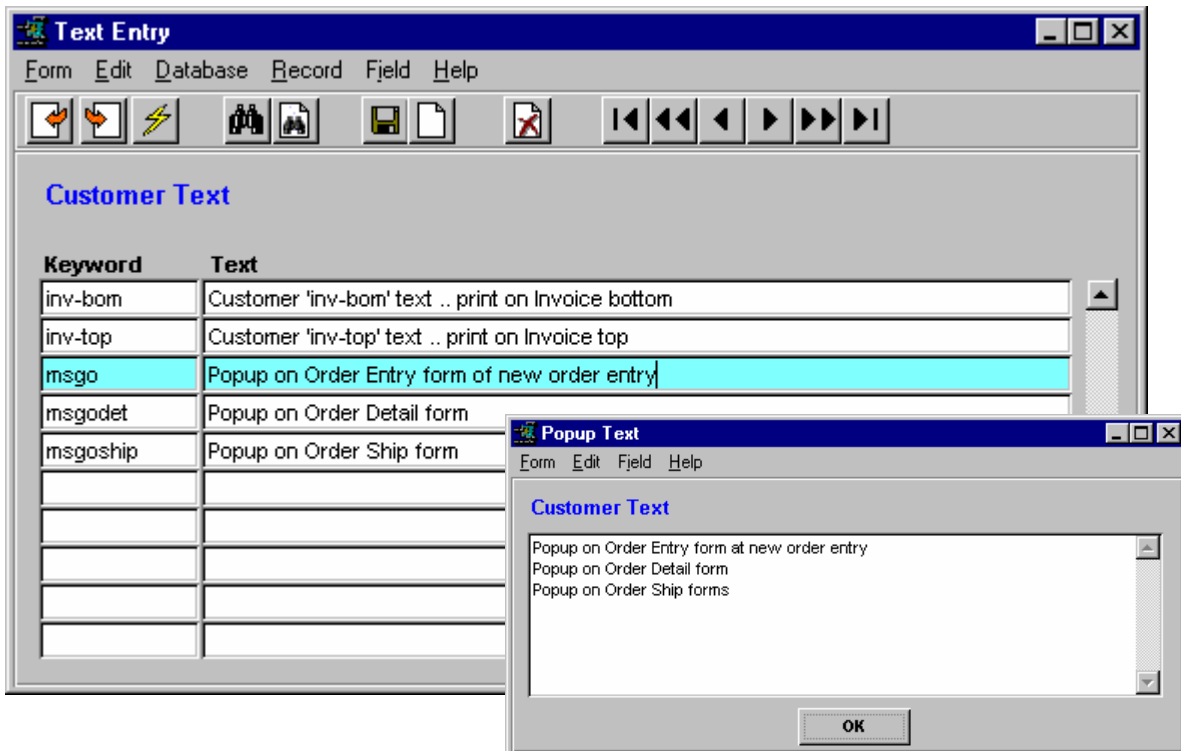 Text Entry
Form Edit Database Record Field Help
Customer Text
Keyword Text
inv-bom Customer 'inv-bom' text .. print on Invoice bottom
inv-top Customer 'inv-top' text .. print on Invoice top
msgo Popup on Order Entry form of new order entry
msgodet Popup on Order Detail form
msgoship Popup on Order Ship form
Popup Text
Form Edit Field Help
Customer Text
Popup on Order Entry form at new order entry
Popup on Order Detail form
Popup on Order Ship forms
OK